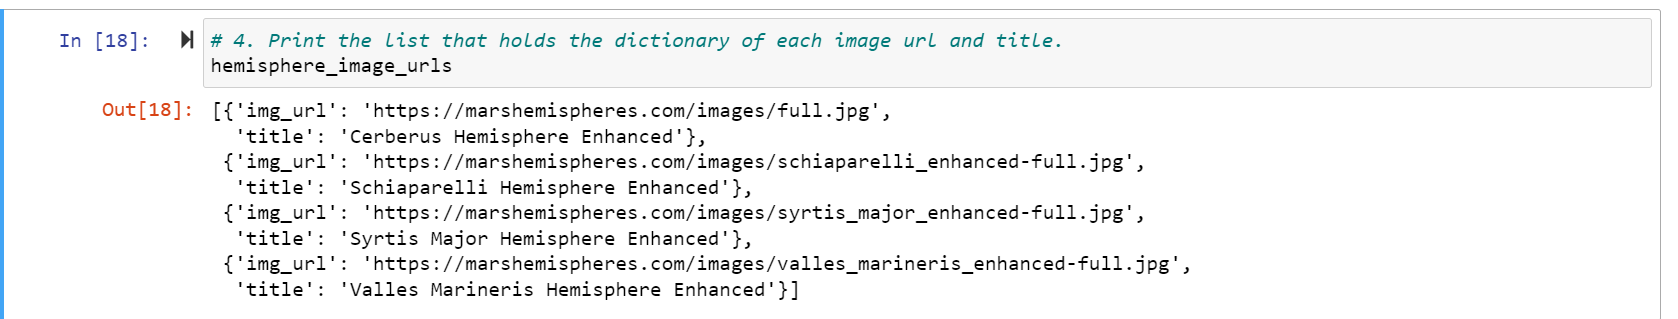 In [18]: # 4. Print the list that holds the dictionary of each image url and title.
hemisphere_image_urls
Out[18]: [{'img_url': 'https://marshemispheres.com/images/full.jpg',
'title': 'Cerberus Hemisphere Enhanced'},
{'img_url': 'https://marshemispheres.com/images/schiaparelli_enhanced-full.jpg',
'title': 'Schiaparelli Hemisphere Enhanced'},
{'img_url': 'https://marshemispheres.com/images/syrtis_major_enhanced-full.jpg',
'title': 'Syrtis Major Hemisphere Enhanced'},
{'img_url': 'https://marshemispheres.com/images/valles_marineris_enhanced-full.jpg',
'title': 'Valles Marineris Hemisphere Enhanced'}]